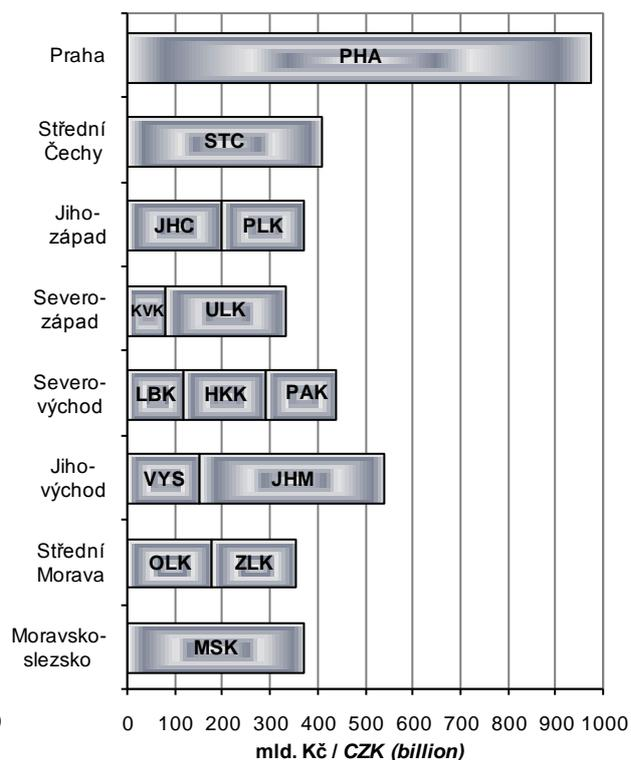 Praha
PHA
Střední
Čechy
STC
Jiho-
západ
JHC PLK
Severo-
západ
KVK ULK
Severo-
východ
LBK HKK PAK
Jiho-
východ
VYS JHM
Střední
Morava
OLK ZLK
Moravsko-
slezsko
MSK
0 100 200 300 400 500 600 700 800 900 1000
mld. Kč / CZK (billion)